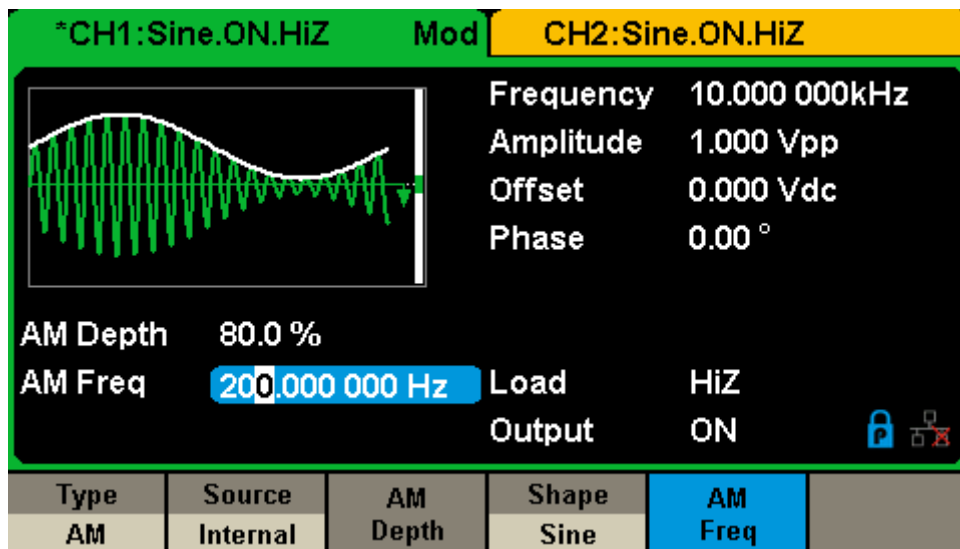 *CH1:Sine.ON.HiZ Mod CH2:Sine.ON.HiZ
Frequency 10.000 000kHz
Amplitude 1.000 Vpp
Offset 0.000 Vdc
Phase 0.00 °
AM Depth 80.0 %
AM Freq 200.000 000 Hz Load HiZ
Output ON P
Type Source AM Shape AM
AM Internal Depth Sine Freq